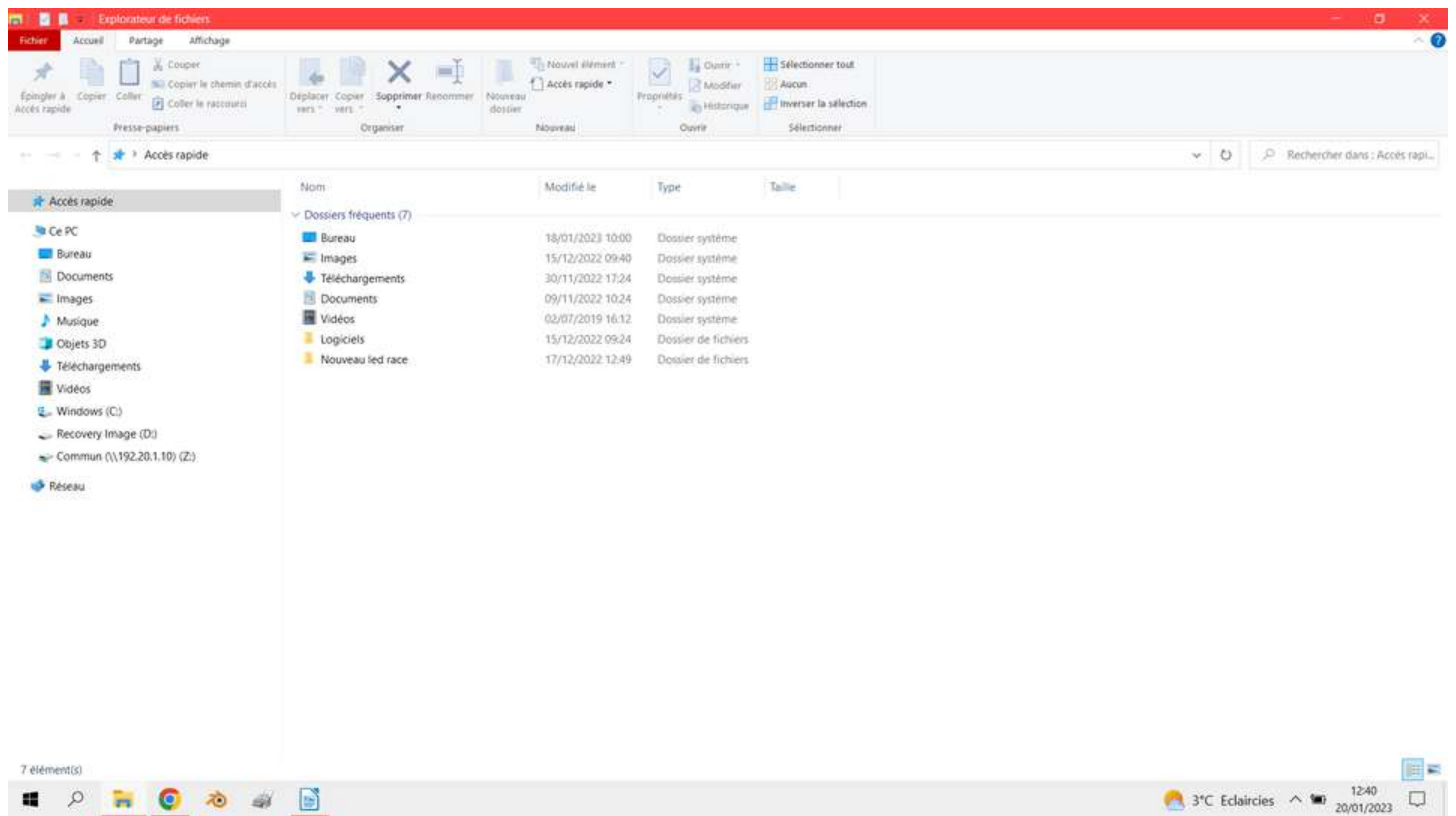 Explorateur de fichiers
Fichier Accueil Partage Affichage
Épingler à Accès rapide
Copier
Coller
Couper
Copier le chemin d'accès
Coller le raccourci
Presse-papiers
Déplacer vers
Copier vers
Supprimer
Renommer
Organiser
Nouveau dossier
Nouvel élément
Accès rapide
Nouveau
Propriétés
Ouvrir
Modifier
Historique
Ouvrir
Sélectionner tout
Aucun
Inverser la sélection
Sélectionner
Accès rapide
Rechercher dans : Accès rapi...
Accès rapide
Ce PC
Bureau
Documents
Images
Musique
Objets 3D
Téléchargements
Vidéos
Windows (C:)
Recovery Image (D:)
Commun (\\192.20.1.10) (Z:)
Réseau
Nom Modifié le Type Taille
Dossiers fréquents (7)
Bureau 18/01/2023 10:00 Dossier système
Images 15/12/2022 09:40 Dossier système
Téléchargements 30/11/2022 17:24 Dossier système
Documents 09/11/2022 10:24 Dossier système
Vidéos 02/07/2019 16:12 Dossier système
Logiciels 15/12/2022 09:24 Dossier de fichiers
Nouveau led race 17/12/2022 12:49 Dossier de fichiers
7 élément(s)
3°C Eclaircies
12:40
20/01/2023